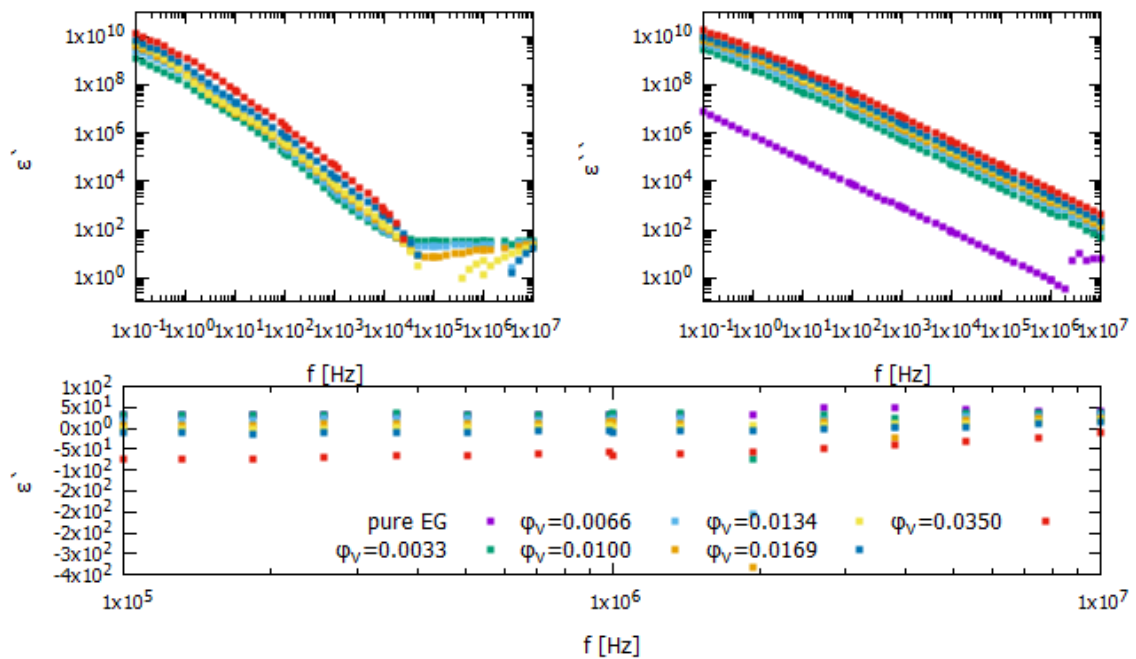 1x10^10
1x10^8
1x10^6
1x10^4
1x10^2
1x10^0
ε`
1x10^-1 1x10^0 1x10^1 1x10^2 1x10^3 1x10^4 1x10^5 1x10^6 1x10^7
f [Hz]
1x10^10
1x10^8
1x10^6
1x10^4
1x10^2
1x10^0
ε``
1x10^-1 1x10^0 1x10^1 1x10^2 1x10^3 1x10^4 1x10^5 1x10^6 1x10^7
f [Hz]
1x10^2
5x10^1
0x10^0
-5x10^1
-1x10^2
-2x10^2
-2x10^2
-2x10^2
-3x10^2
-4x10^2
ε`
pure EG φV=0.0066 φV=0.0134 φV=0.0350
φV=0.0033 φV=0.0100 φV=0.0169
1x10^5 1x10^6 1x10^7
f [Hz]